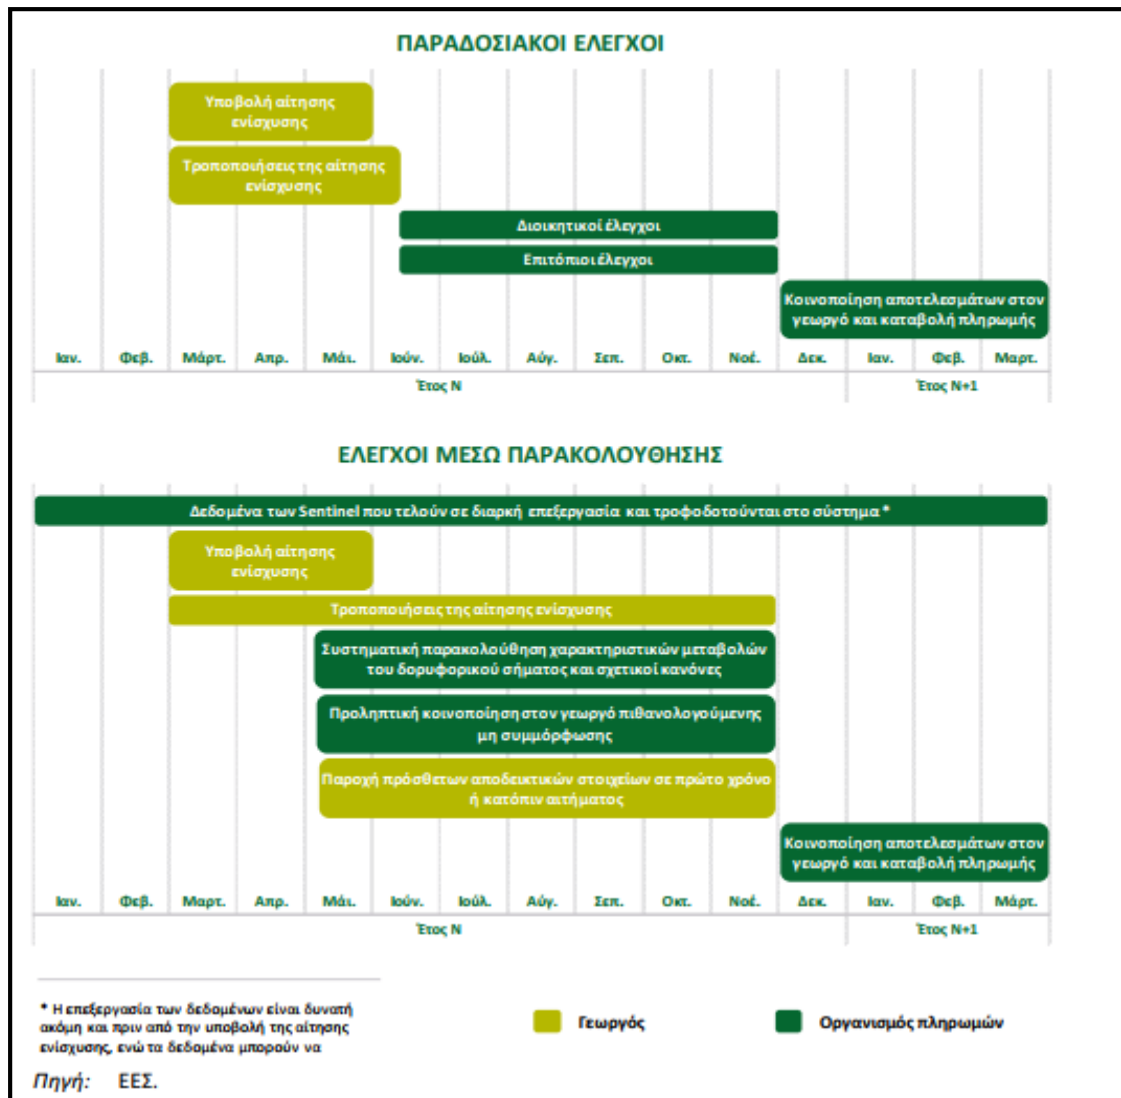 ΠΑΡΑΔΟΣΙΑΚΟΙ ΕΛΕΓΧΟΙ
Υποβολή αίτησης
ενίσχυσης
Τροποποιήσεις της αίτησης
ενίσχυσης
Διοικητικοί έλεγχοι
Επιτόπιοι έλεγχοι
Κοινοποίηση αποτελεσμάτων στον
γεωργό και καταβολή πληρωμής
Ιαν. Φεβ. Μάρτ. Απρ. Μάι. Ιούν. Ιούλ. Αύγ. Σεπ. Οκτ. Νοέ. Δεκ. Ιαν. Φεβ. Μαρτ.
Έτος Ν Έτος Ν+1
ΕΛΕΓΧΟΙ ΜΕΣΩ ΠΑΡΑΚΟΛΟΥΘΗΣΗΣ
Δεδομένα των Sentinel που τελούν σε διαρκή επεξεργασία και τροφοδοτούνται στο σύστημα *
Υποβολή αίτησης
ενίσχυσης
Τροποποιήσεις της αίτησης ενίσχυσης
Συστηματική παρακολούθηση χαρακτηριστικών μεταβολών
του δορυφορικού σήματος και σχετικοί κανόνες
Προληπτική κοινοποίηση στον γεωργό πιθανολογούμενης
μη συμμόρφωσης
Παροχή πρόσθετων αποδεικτικών στοιχείων σε πρώτο χρόνο
ή κατόπιν αιτήματος
Κοινοποίηση αποτελεσμάτων στον
γεωργό και καταβολή πληρωμής
Ιαν. Φεβ. Μαρτ. Απρ. Μάι. Ιούν. Ιούλ. Αύγ. Σεπ. Οκτ. Νοέ. Δεκ. Ιαν. Φεβ. Μάρτ.
Έτος Ν Έτος Ν+1
* Η επεξεργασία των δεδομένων είναι δυνατή
ακόμη και πριν από την υποβολή της αίτησης
ενίσχυσης, ενώ τα δεδομένα μπορούν να
Γεωργός
Οργανισμός πληρωμών
Πηγή: ΕΕΣ.